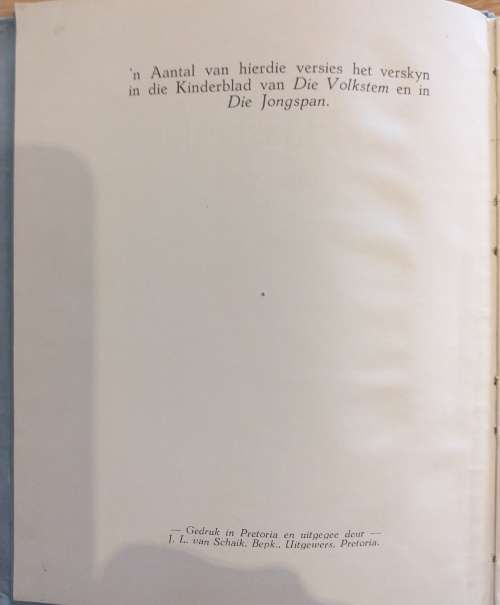 'n Aantal van hierdie versies het verskyn
in die Kinderblad van Die Volkstem en in
Die Jongspan.
— Gedruk in Pretoria en uitgegee deur —
J. L. van Schaik, Bepk., Uitgewers, Pretoria.